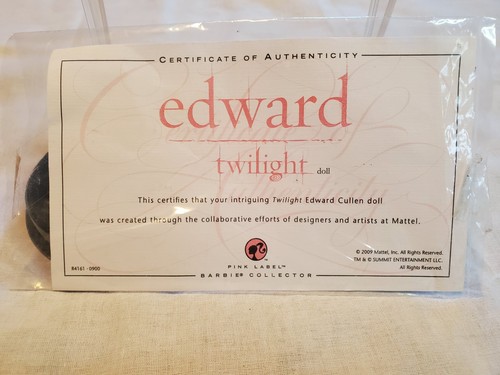 CERTIFICATE OF AUTHENTICITY
edward
twilight doll
This certifies that your intriguing Twilight Edward Cullen doll
was created through the collaborative efforts of designers and artists at Mattel.
PINK LABEL™
BARBIE® COLLECTOR
R4161-0900
© 2009 Mattel, Inc. All Rights Reserved.
TM & © SUMMIT ENTERTAINMENT LLC.
All Rights Reserved.